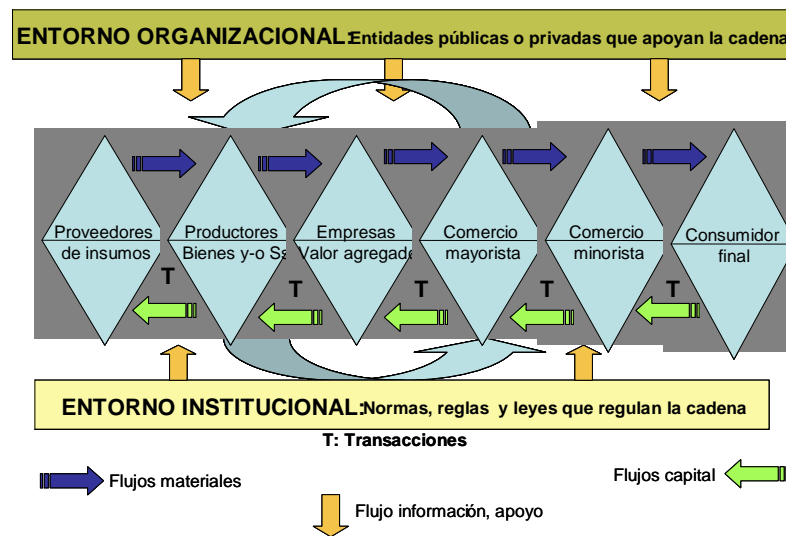 ENTORNO ORGANIZACIONAL: Entidades públicas o privadas que apoyan la cadena
Proveedores
de insumos
Productores
Bienes y-o Ss
Empresas
Valor agregado
Comercio
mayorista
Comercio
minorista
Consumidor
final
T
T
T
T
T
ENTORNO INSTITUCIONAL: Normas, reglas y leyes que regulan la cadena
T: Transacciones
Flujos materiales
Flujos capital
Flujo información, apoyo